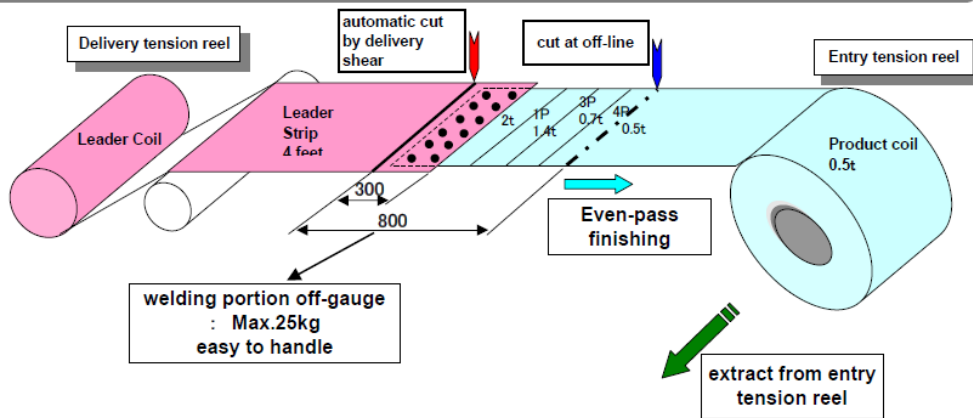 Delivery tension reel
automatic cut
by delivery
shear
cut at off-line
Entry tension reel
Leader Coil
Leader
Strip
4 feet
2t
1P
1.4t
3P
0.7t
4P
0.5t
Product coil
0.5t
300
800
Even-pass
finishing
welding portion off-gauge
: Max.25kg
easy to handle
extract from entry
tension reel